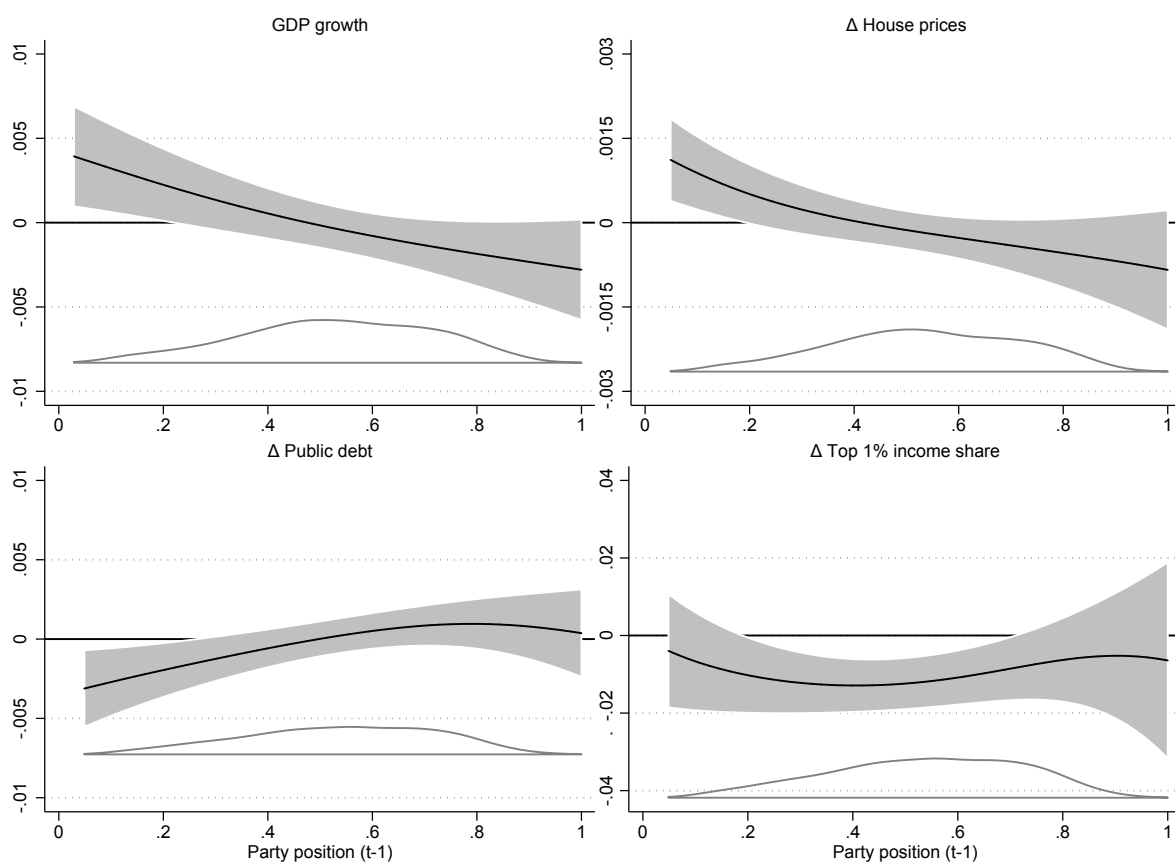 GDP growth
.01
.005
0
-.005
-.01
0 .2 .4 .6 .8 1
Δ House prices
.003
.0015
0
-.0015
-.003
0 .2 .4 .6 .8 1
Δ Public debt
.01
.005
0
-.005
-.01
0 .2 .4 .6 .8 1
Party position (t-1)
Δ Top 1% income share
.04
.02
0
-.02
-.04
0 .2 .4 .6 .8 1
Party position (t-1)